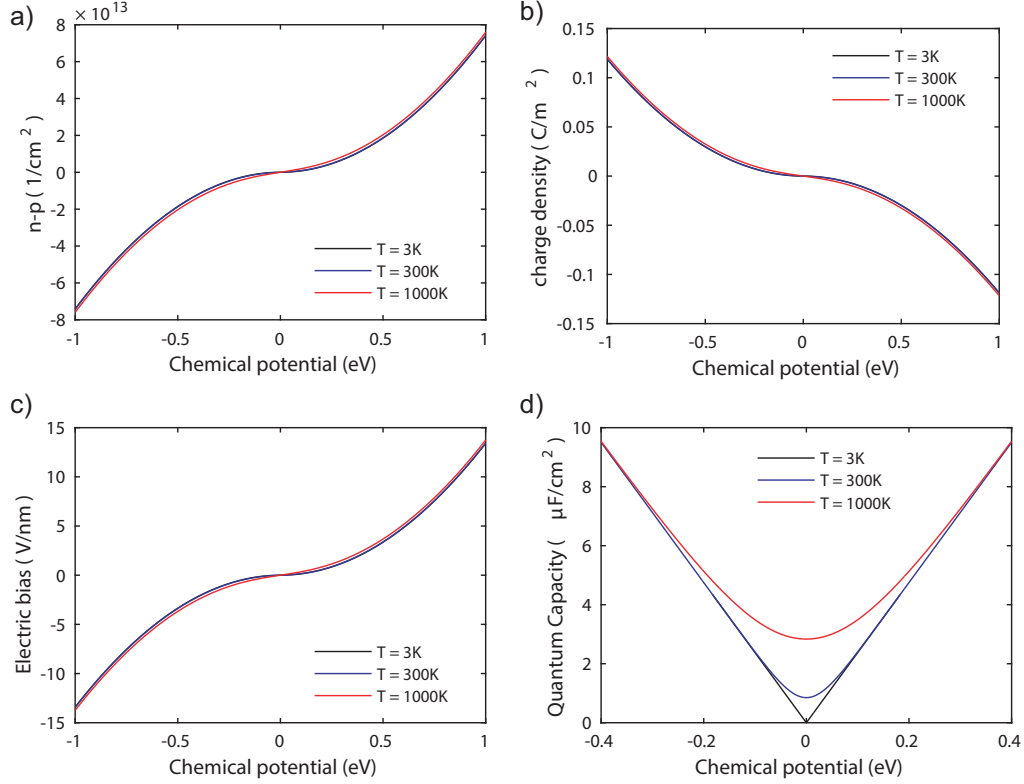 a)
× 10^13
8
6
4
2
0
-2
-4
-6
-8
n-p ( 1/cm^2 )
T = 3K
T = 300K
T = 1000K
-1 -0.5 0 0.5 1
Chemical potential (eV)
b)
0.15
0.1
0.05
0
-0.05
-0.1
-0.15
charge density ( C/m^2 )
T = 3K
T = 300K
T = 1000K
-1 -0.5 0 0.5 1
Chemical potential (eV)
c)
15
10
5
0
-5
-10
-15
Electric bias ( V/nm )
T = 3K
T = 300K
T = 1000K
-1 -0.5 0 0.5 1
Chemical potential (eV)
d)
10
8
6
4
2
0
Quantum Capacity ( µF/cm^2 )
T = 3K
T = 300K
T = 1000K
-0.4 -0.2 0 0.2 0.4
Chemical potential (eV)